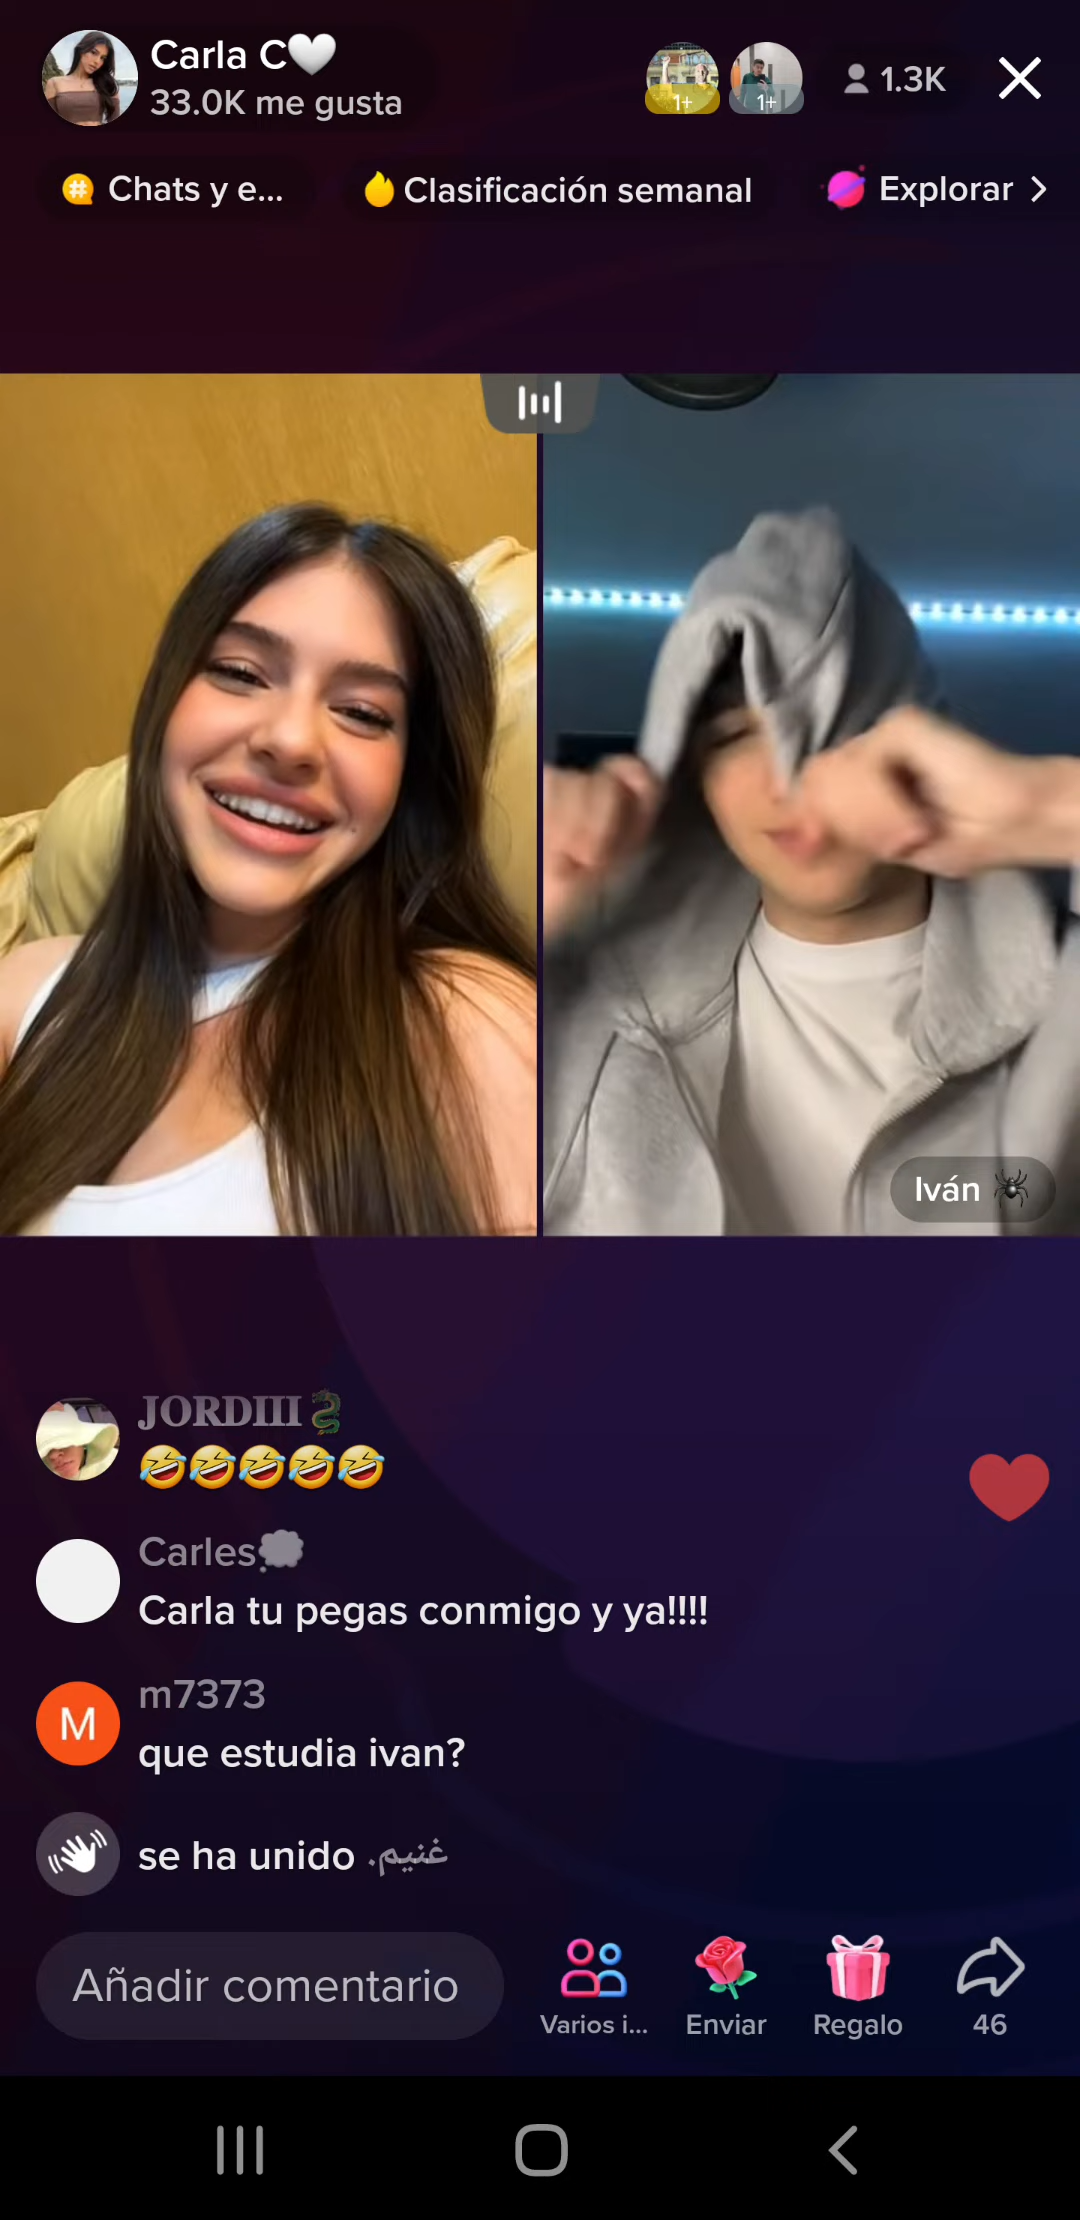 Carla C🤍
33.0K me gusta
1+
1+
1.3K
Chats y e...
Clasificación semanal
Explorar
Iván 🕷
JORDIII🐉
🤣🤣🤣🤣🤣
Carles💭
Carla tu pegas conmigo y ya!!!!
M
m7373
que estudia ivan?
se ha unido غنيم.
Añadir comentario
Varios i...
Enviar
Regalo
46